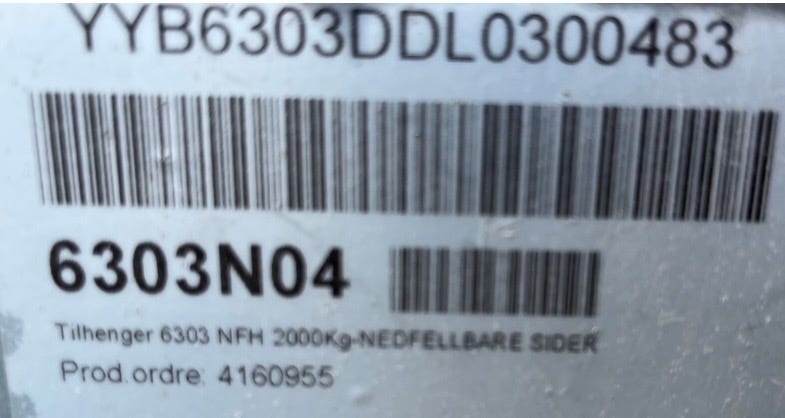 YYB6303DDL0300483
6303N04
Tilhenger 6303 NFH 2000Kg-NEDFELLBARE SIDER
Prod.ordre: 4160955